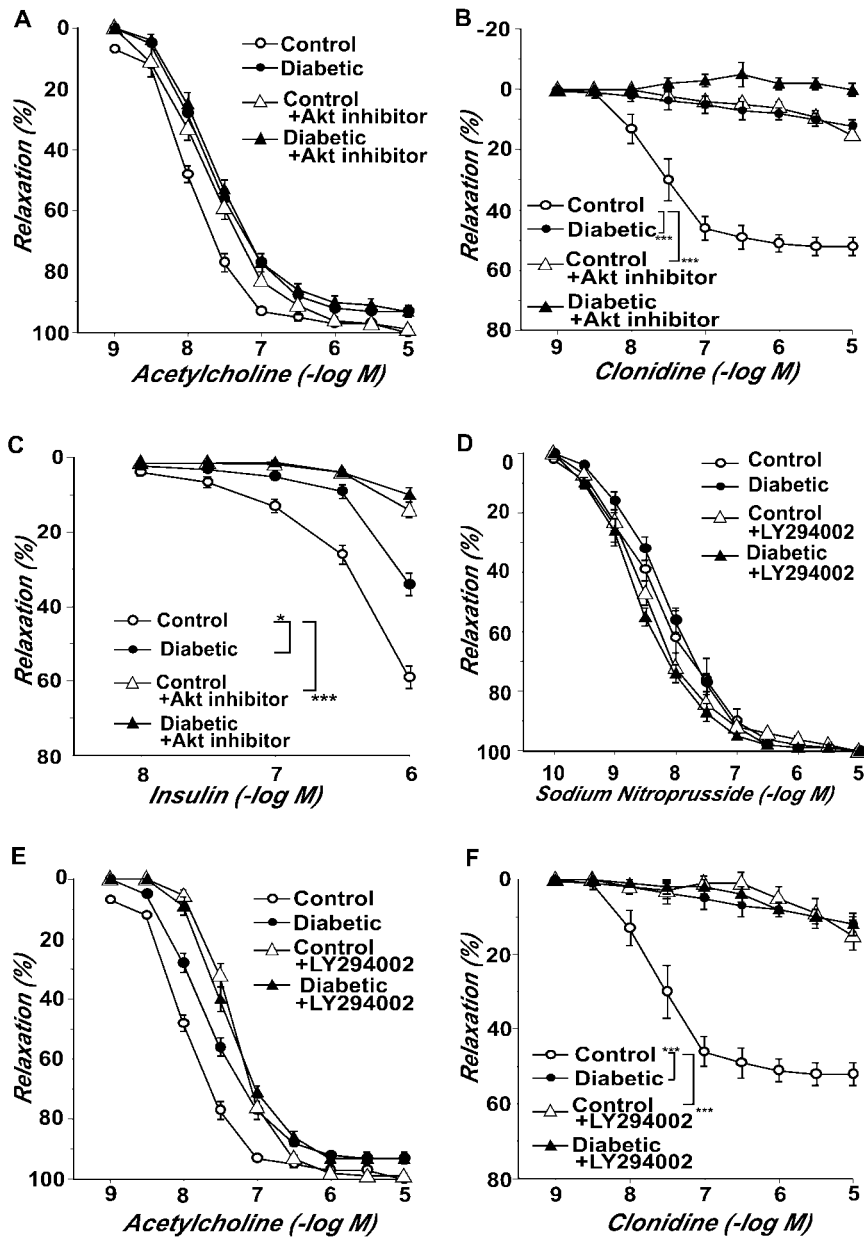 A
Relaxation (%)
0
20
40
60
80
100
Control
Diabetic
Control
+Akt inhibitor
Diabetic
+Akt inhibitor
9 8 7 6 5
Acetylcholine (-log M)
B
Relaxation (%)
-20
0
20
40
60
80
Control
Diabetic
***
Control
***
+Akt inhibitor
Diabetic
+Akt inhibitor
9 8 7 6 5
Clonidine (-log M)
C
Relaxation (%)
0
20
40
60
80
Control
*
Diabetic
Control
+Akt inhibitor
***
Diabetic
+Akt inhibitor
8 7 6
Insulin (-log M)
D
Relaxation (%)
0
20
40
60
80
100
Control
Diabetic
Control
+LY294002
Diabetic
+LY294002
10 9 8 7 6 5
Sodium Nitroprusside (-log M)
E
Relaxation (%)
0
20
40
60
80
100
Control
Diabetic
Control
+LY294002
Diabetic
+LY294002
9 8 7 6 5
Acetylcholine (-log M)
F
Relaxation (%)
0
20
40
60
80
Control
***
Diabetic
Control
+LY294002
***
Diabetic
+LY294002
9 8 7 6 5
Clonidine (-log M)